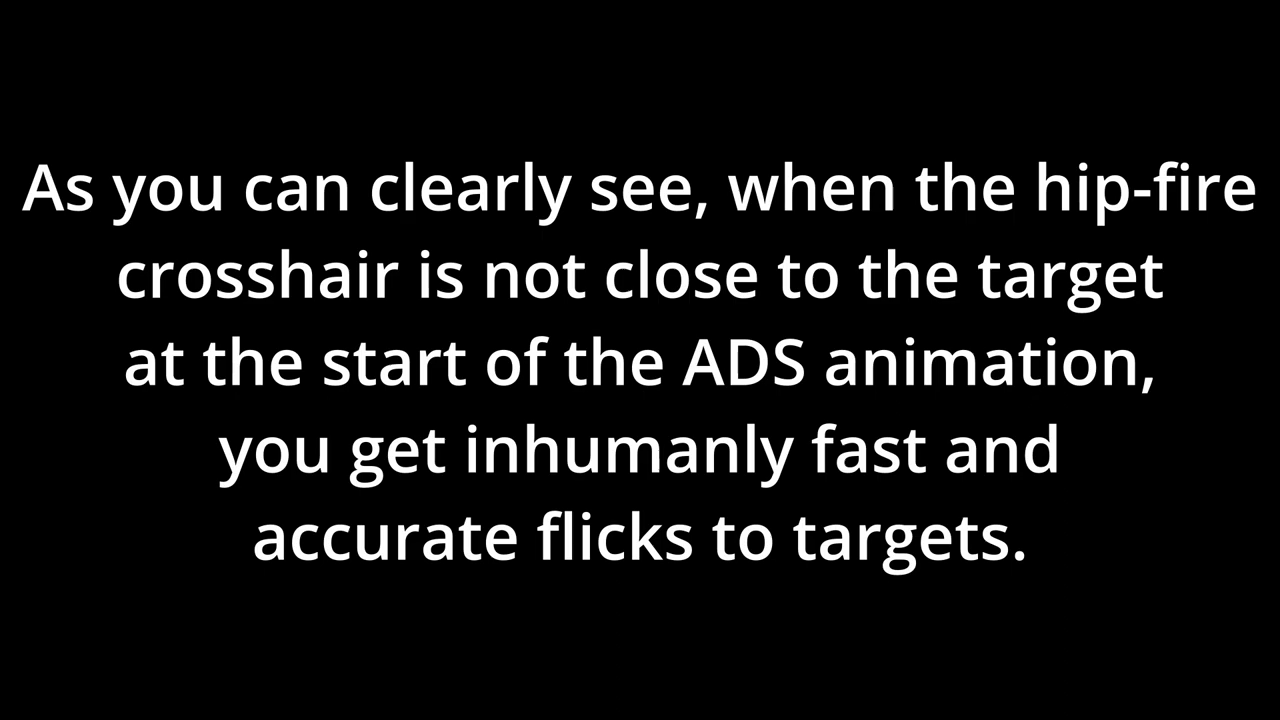 As you can clearly see, when the hip-fire
crosshair is not close to the target
at the start of the ADS animation,
you get inhumanly fast and
accurate flicks to targets.